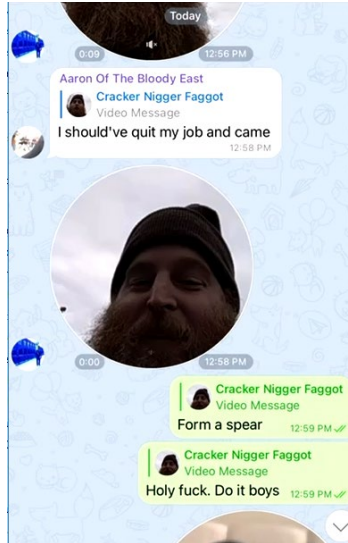 Today
0:09
12:56 PM
Aaron Of The Bloody East
Cracker Nigger Faggot
Video Message
I should've quit my job and came
12:58 PM
0:00
12:58 PM
Cracker Nigger Faggot
Video Message
Form a spear
12:59 PM
Cracker Nigger Faggot
Video Message
Holy fuck. Do it boys
12:59 PM